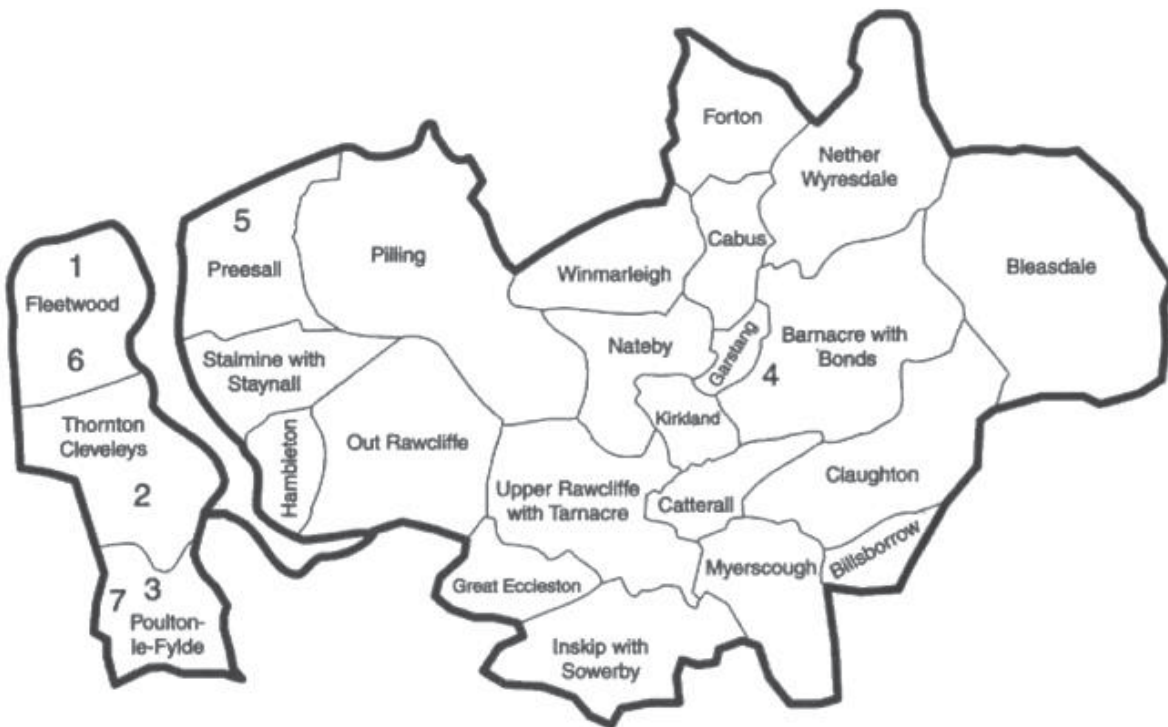 Forton
Nether
Wyresdale
5
Preesall
Pilling
Cabus
Winmarleigh
Bleasdale
1
Fleetwood
6
Stalmine with
Staynall
Nateby
Garstang
4
Barnacre with
Bonds
Thornton
Cleveleys
2
Hambleton
Out Rawcliffe
Kirkland
Upper Rawcliffe
with Tarnacre
Catterall
Claughton
Billsborrow
Myerscough
Great Eccleston
7
3
Poulton-
le-Fylde
Inskip with
Sowerby